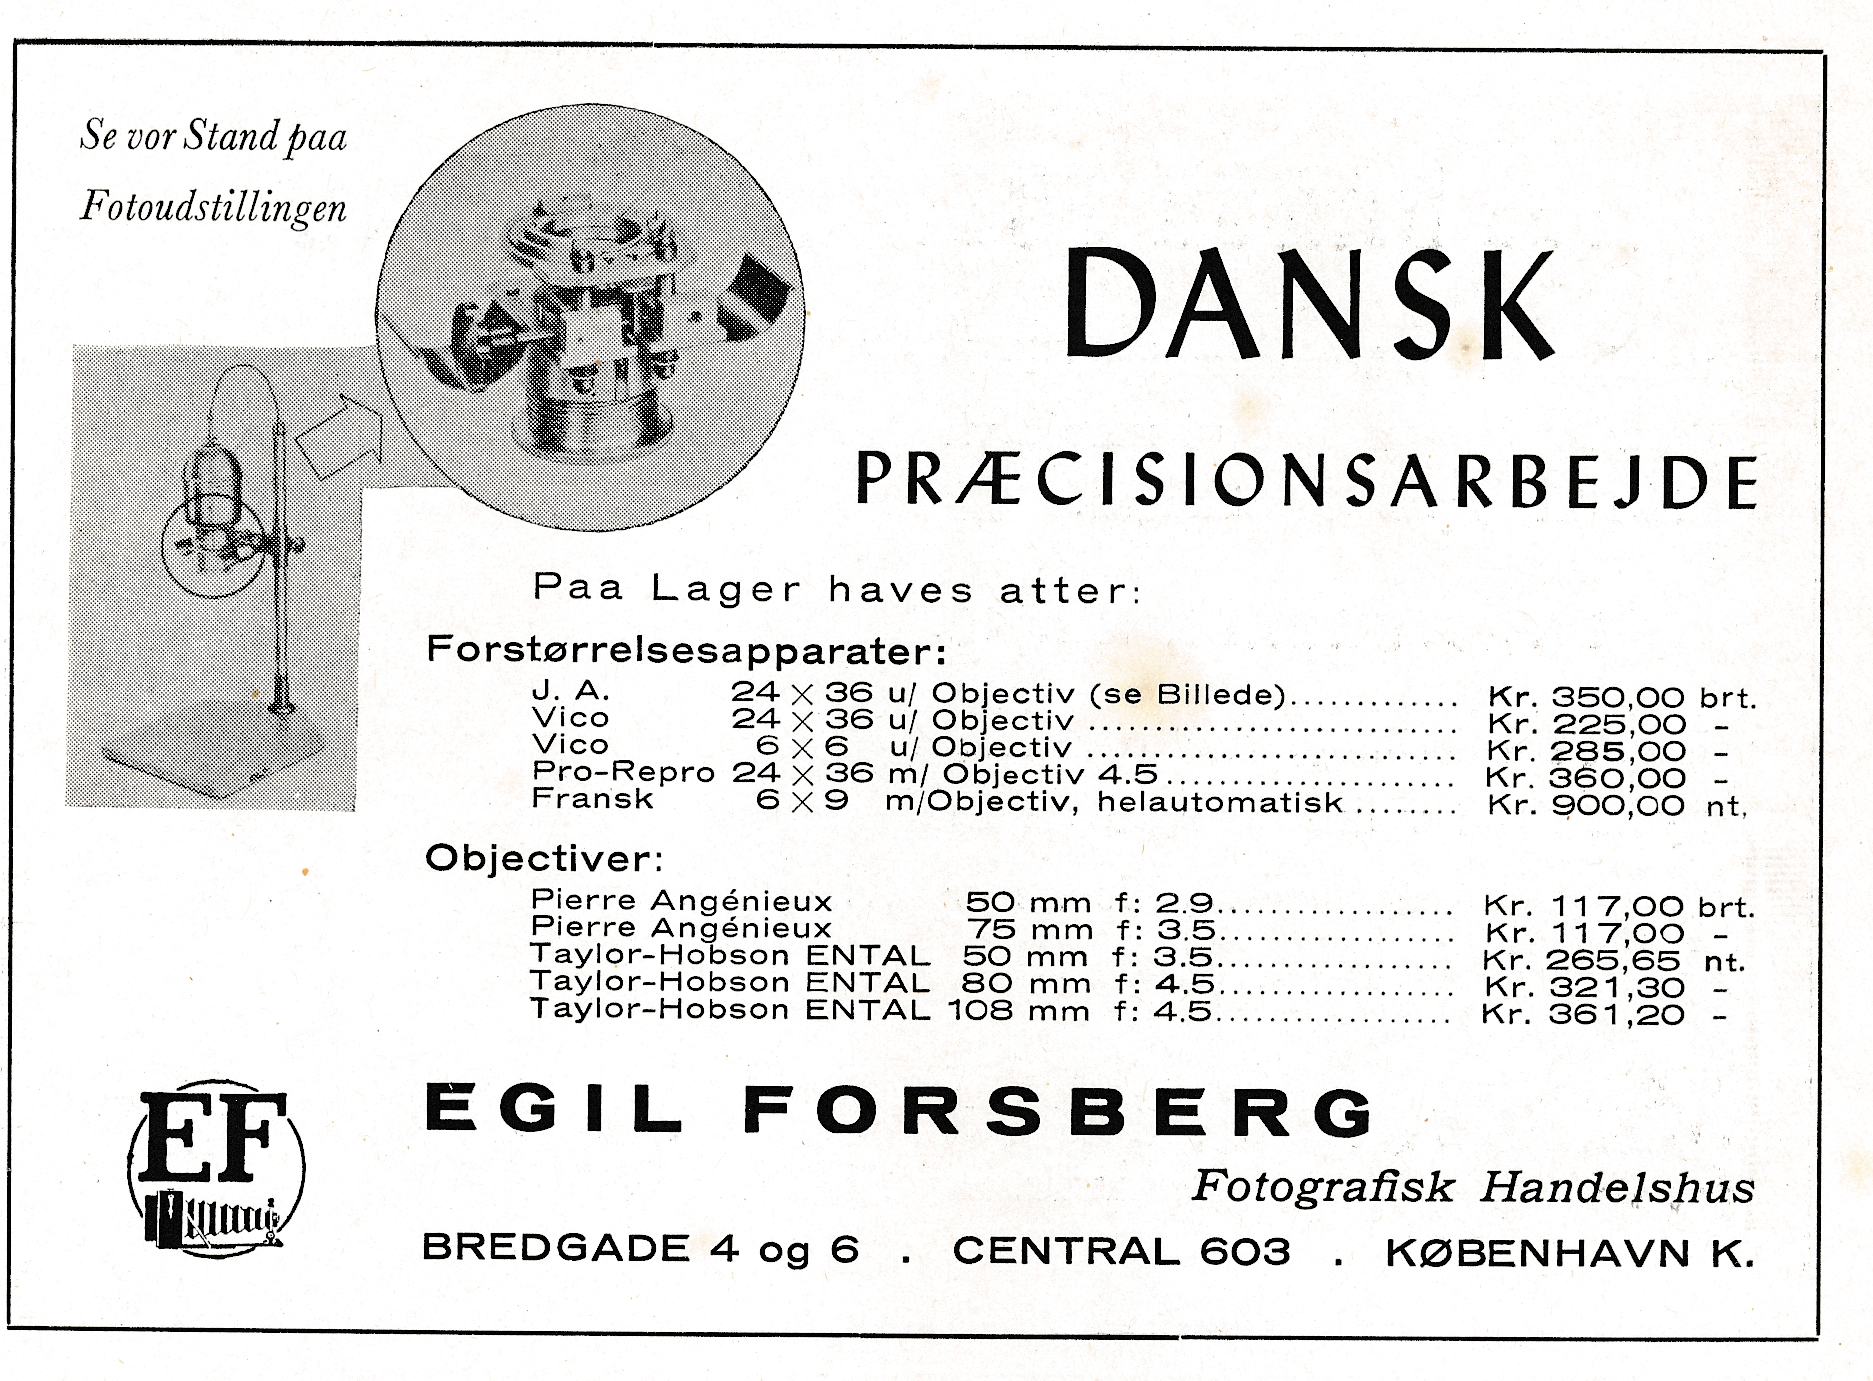 Se vor Stand paa
Fotoudstillingen
DANSK
PRÆCISIONSARBEJDE
Paa Lager haves atter:
Forstørrelsesapparater:
J. A. 24 × 36 u/ Objectiv (se Billede)............. Kr. 350,00 brt.
Vico 24 × 36 u/ Objectiv ............................ Kr. 225,00 -
Vico 6 × 6 u/ Objectiv ............................ Kr. 285,00 -
Pro-Repro 24 × 36 m/ Objectiv 4.5...................... Kr. 360,00 -
Fransk 6 × 9 m/Objectiv, helautomatisk ........ Kr. 900,00 nt.
Objectiver:
Pierre Angénieux 50 mm f: 2.9.................. Kr. 117,00 brt.
Pierre Angénieux 75 mm f: 3.5.................. Kr. 117,00 -
Taylor-Hobson ENTAL 50 mm f: 3.5.................. Kr. 265,65 nt.
Taylor-Hobson ENTAL 80 mm f: 4.5.................. Kr. 321,30 -
Taylor-Hobson ENTAL 108 mm f: 4.5.................. Kr. 361,20 -
EF
EGIL FORSBERG
Fotografisk Handelshus
BREDGADE 4 og 6 . CENTRAL 603 . KØBENHAVN K.